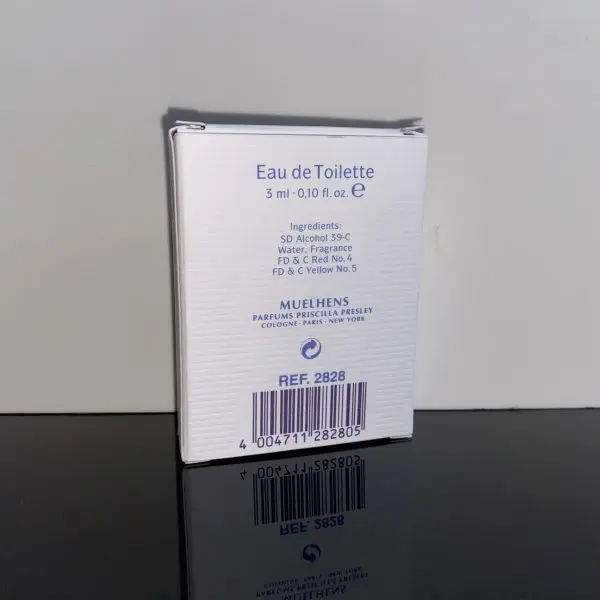 Eau de Toilette
3 ml · 0,10 fl. oz. ℮
Ingredients:
SD Alcohol 39-C
Water, Fragrance
FD & C Red No. 4
FD & C Yellow No. 5
MUELHENS
PARFUMS PRISCILLA PRESLEY
COLOGNE · PARIS · NEW YORK
REF. 2828
4 004711 282805